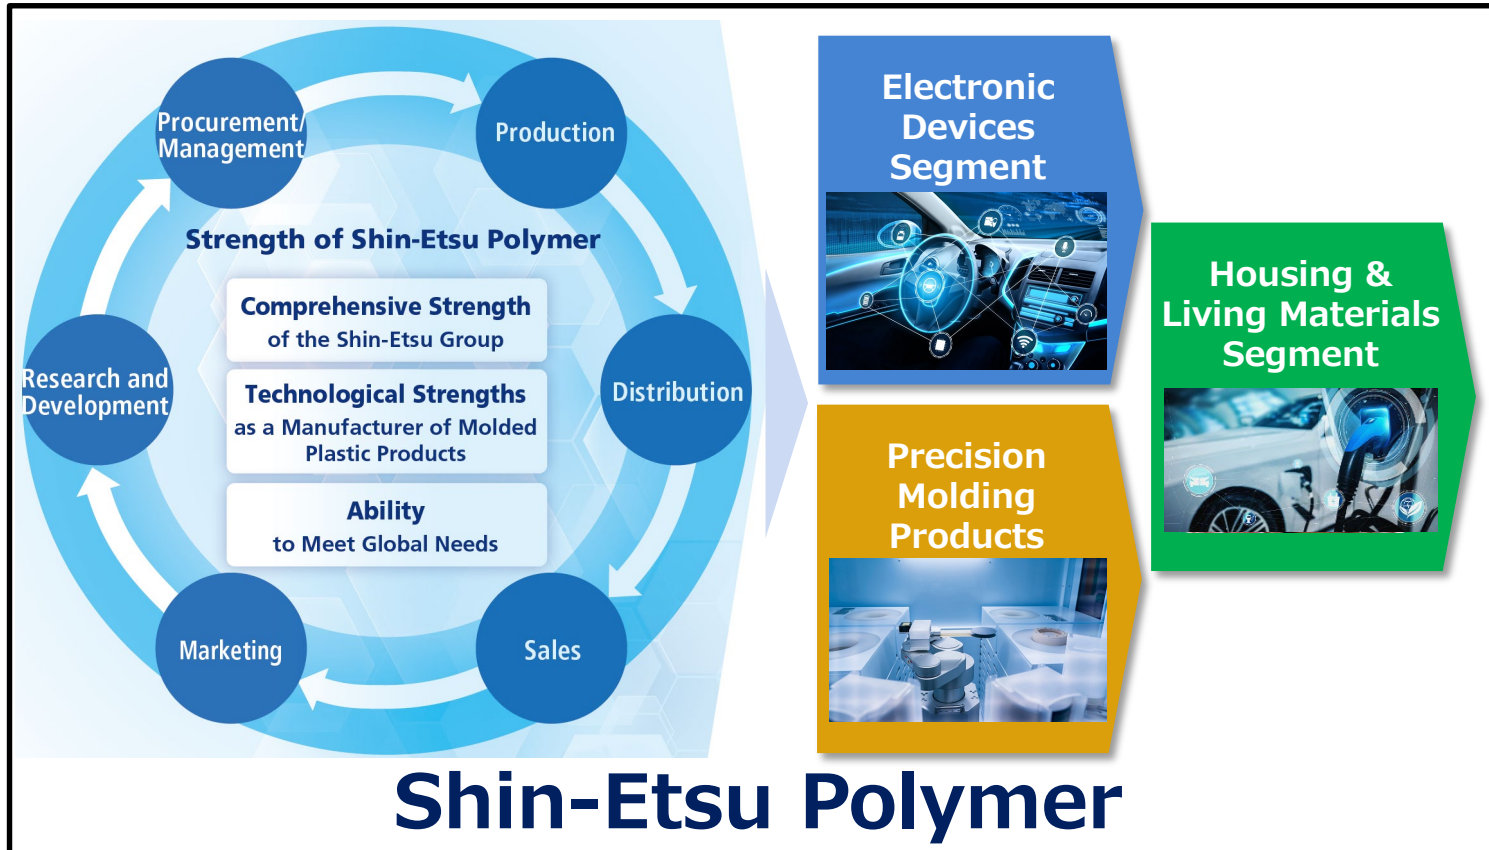 Procurement/
Management
Production
Strength of Shin-Etsu Polymer
Comprehensive Strength
of the Shin-Etsu Group
Technological Strengths
as a Manufacturer of Molded
Plastic Products
Ability
to Meet Global Needs
Research and
Development
Distribution
Marketing
Sales
Electronic
Devices
Segment
Precision
Molding
Products
Housing &
Living Materials
Segment
Shin-Etsu Polymer